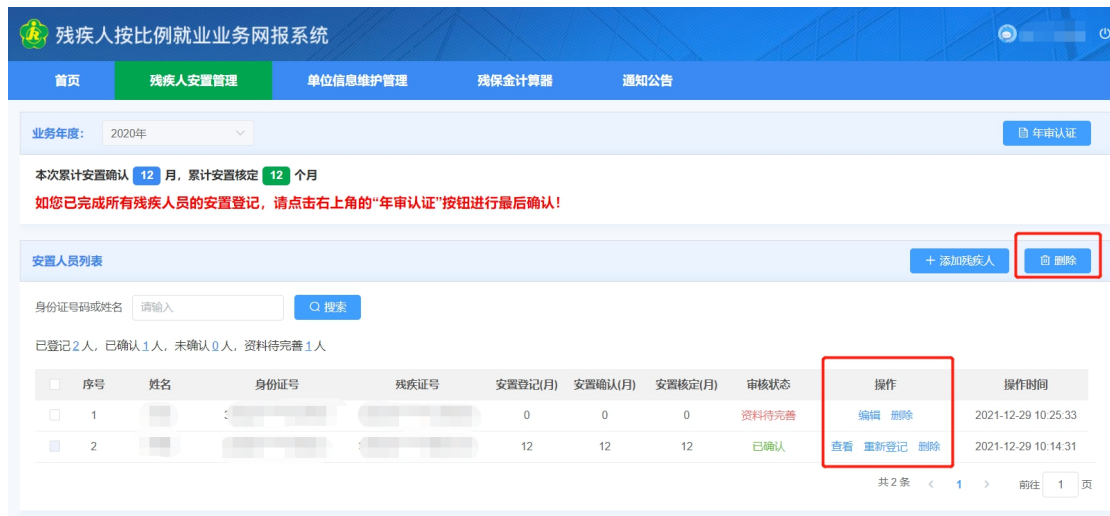 残疾人按比例就业业务网报系统
首页 残疾人安置管理 单位信息维护管理 残保金计算器 通知公告
业务年度: 2020年 年审认证
本次累计安置确认 12 月, 累计安置核定 12 个月
如您已完成所有残疾人员的安置登记, 请点击右上角的“年审认证”按钮进行最后确认!
安置人员列表 + 添加残疾人 删除
身份证号码或姓名 请输入 搜索
已登记2人, 已确认1人, 未确认0人, 资料待完善1人
序号 姓名 身份证号 残疾证号 安置登记(月) 安置确认(月) 安置核定(月) 审核状态 操作 操作时间
1 0 0 0 资料待完善 编辑 删除 2021-12-29 10:25:33
2 12 12 12 已确认 查看 重新登记 删除 2021-12-29 10:14:31
共2条 < 1 > 前往 1 页